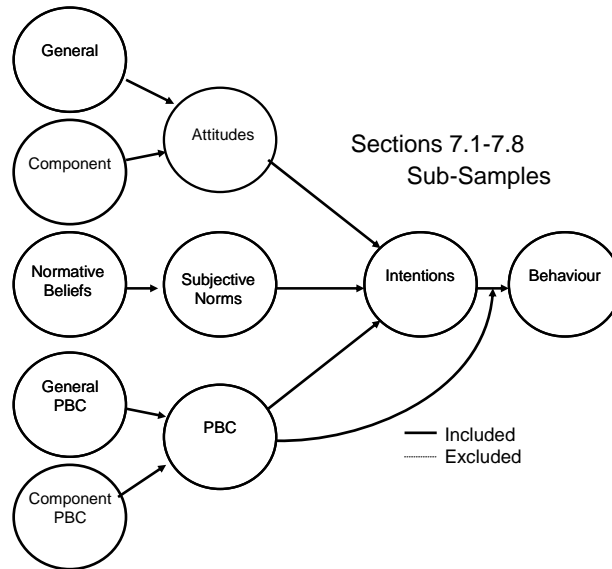 General
Attitudes
Component
Sections 7.1-7.8
Sub-Samples
Normative
Beliefs
Subjective
Norms
Intentions
Behaviour
General
PBC
PBC
Component
PBC
Included
Excluded